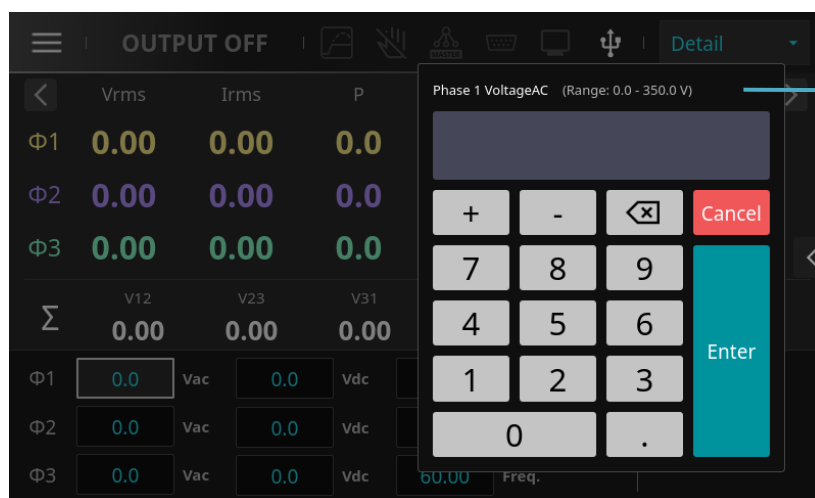 OUTPUT OFF MASTER Detail
Phase 1 VoltageAC (Range: 0.0 - 350.0 V)
Vrms Irms P
Φ1 0.00 0.00 0.0
Φ2 0.00 0.00 0.0
Φ3 0.00 0.00 0.0
V12 V23 V31
Σ 0.00 0.00 0.00
Φ1 0.0 Vac 0.0 Vdc
Φ2 0.0 Vac 0.0 Vdc
Φ3 0.0 Vac 0.0 Vdc 60.00 Freq.
+ - Cancel
7 8 9
4 5 6
Enter
1 2 3
0 .